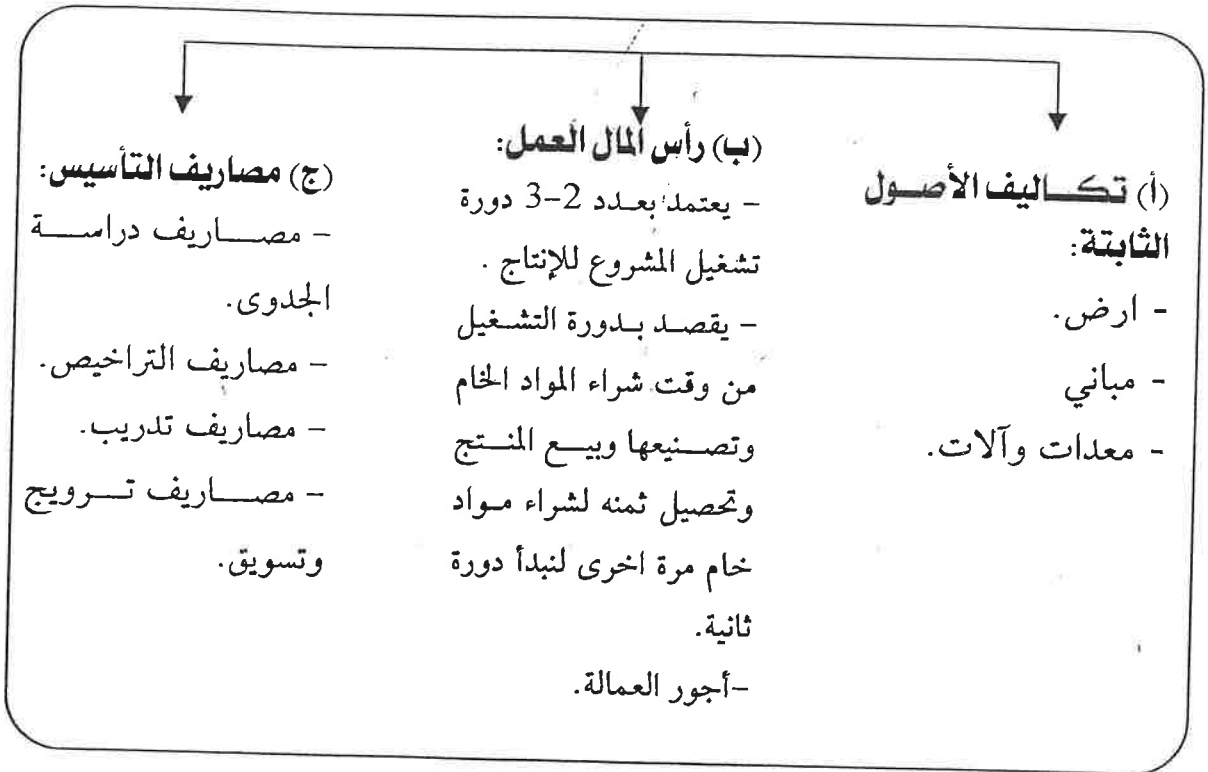 (أ) تكاليف الأصول
الثابتة:
- ارض.
- مباني
- معدات وآلات.
(ب) رأس المال العمل:
- يعتمد بعدد 2-3 دورة
تشغيل المشروع للإنتاج .
- يقصد بدورة التشغيل
من وقت شراء المواد الخام
وتصنيعها وبيع المنتج
وتحصيل ثمنه لشراء مواد
خام مرة اخرى لنبدأ دورة
ثانية.
-أجور العمالة.
(ج) مصاريف التأسيس:
- مصاريف دراسة
الجدوى.
- مصاريف التراخيص.
- مصاريف تدريب.
- مصاريف ترويج
وتسويق.